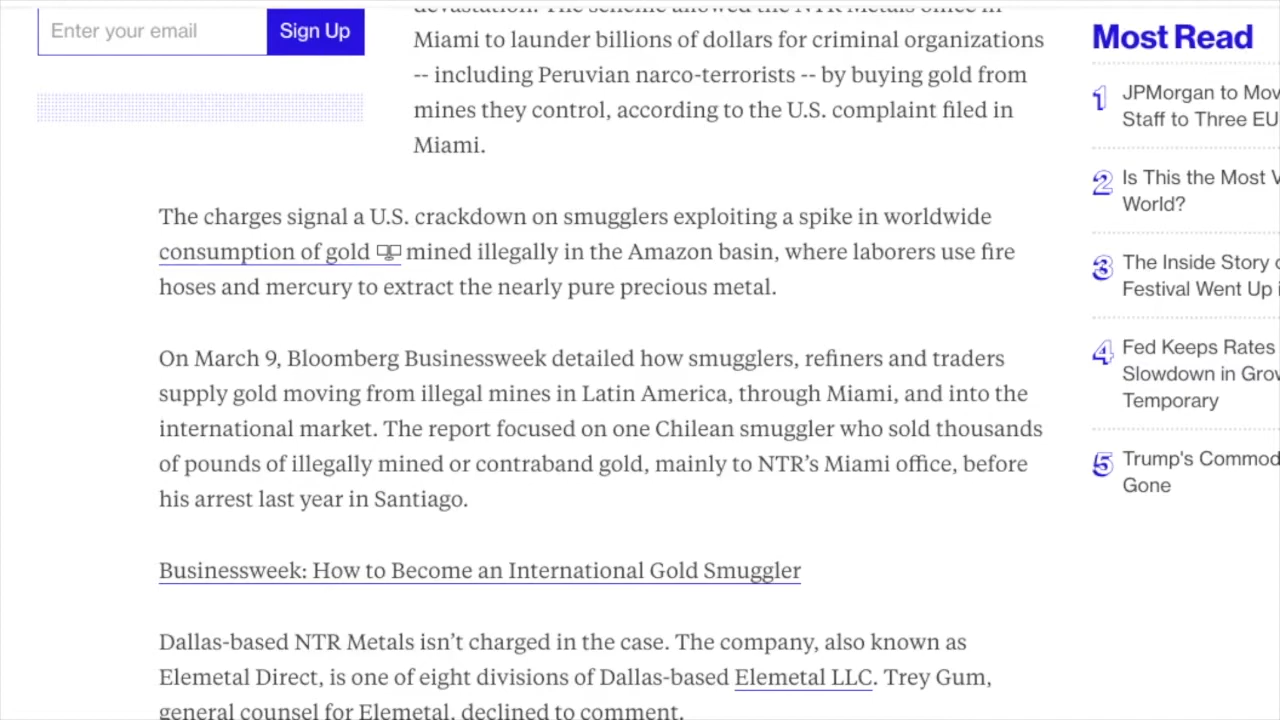 Enter your email
Sign Up
devastation. The scheme allowed the NTR Metals office in
Miami to launder billions of dollars for criminal organizations
-- including Peruvian narco-terrorists -- by buying gold from
mines they control, according to the U.S. complaint filed in
Miami.
The charges signal a U.S. crackdown on smugglers exploiting a spike in worldwide
consumption of gold mined illegally in the Amazon basin, where laborers use fire
hoses and mercury to extract the nearly pure precious metal.
On March 9, Bloomberg Businessweek detailed how smugglers, refiners and traders
supply gold moving from illegal mines in Latin America, through Miami, and into the
international market. The report focused on one Chilean smuggler who sold thousands
of pounds of illegally mined or contraband gold, mainly to NTR’s Miami office, before
his arrest last year in Santiago.
Businessweek: How to Become an International Gold Smuggler
Dallas-based NTR Metals isn’t charged in the case. The company, also known as
Elemetal Direct, is one of eight divisions of Dallas-based Elemetal LLC. Trey Gum,
general counsel for Elemetal, declined to comment.
Most Read
1 JPMorgan to Mov
Staff to Three EU
2 Is This the Most V
World?
3 The Inside Story
Festival Went Up
4 Fed Keeps Rates
Slowdown in Grow
Temporary
5 Trump's Commod
Gone